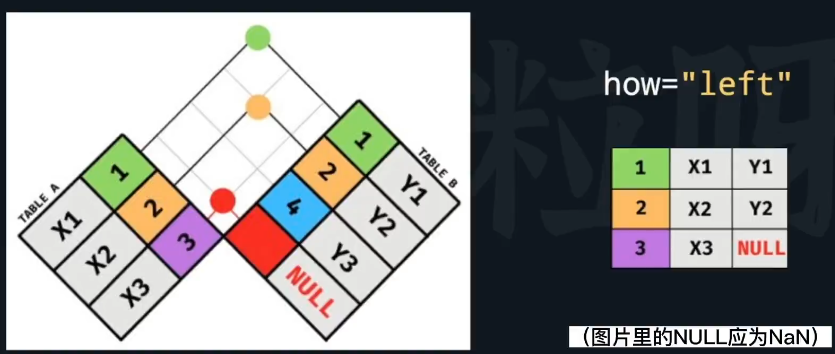 TABLE A
1
2
3
X1
X2
X3
TABLE B
1
2
4
Y1
Y2
Y3
NULL
how="left"
1 X1 Y1
2 X2 Y2
3 X3 NULL
（图片里的NULL应为NaN）